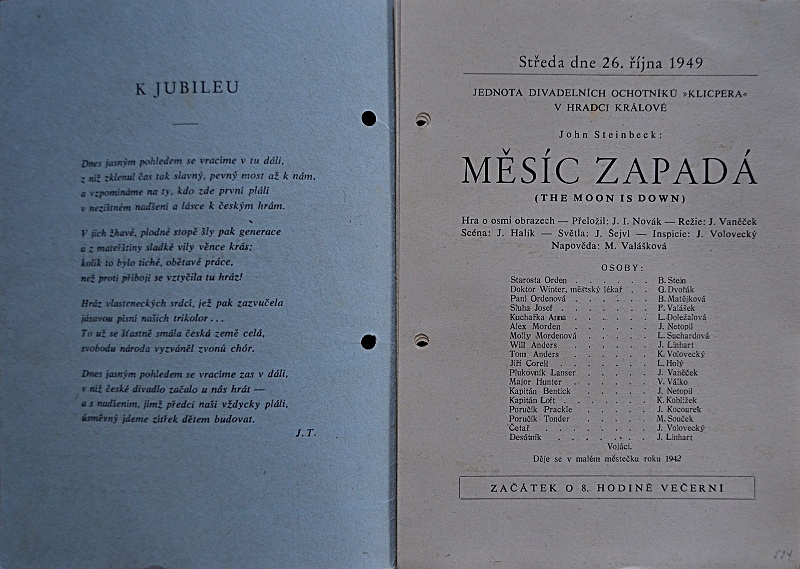 K JUBILEU
Dnes jasným pohledem se vracíme v tu dáli,
z níž zklenul čas tak slavný, pevný most až k nám,
a vzpomínáme na ty, kdo zde první pláli
v nezištném nadšení a lásce k českým hrám.
V jich žhavé, plodné stopě šly pak generace
a z mateřštiny sladké vily věnce krás;
kolik to bylo tiché, obětavé práce,
než proti příboji se vztyčila tu hráz!
Hráz vlasteneckých srdcí, jež pak zazvučela
jásavou písní našich trikolor...
To už se šťastně smála česká země celá,
svobodu národa vyzváněl zvonů chór.
Dnes jasným pohledem se vracíme zas v dáli,
v níž české divadlo začalo u nás hrát —
a s nadšením, jímž předci naši vždycky pláli,
úsměvný jdeme zítřek dětem budovat.
J. T.
Středa dne 26. října 1949
JEDNOTA DIVADELNÍCH OCHOTNÍKŮ »KLICPERA«
V HRADCI KRÁLOVÉ
John Steinbeck:
MĚSÍC ZAPADÁ
(THE MOON IS DOWN)
Hra o osmi obrazech — Přeložil: J. I. Novák — Režie: J. Vaněček
Scéna: J. Halík — Světla: J. Šejvl — Inspicie: J. Volovecký
Napověda: M. Valášková
OSOBY:
Starosta Orden . . . . . . B. Stein
Doktor Winter, městský lékař . . G. Dvořák
Paní Ordenová . . . . . . B. Matějková
Sluha Josef . . . . . . . F. Valášek
Kuchařka Anna . . . . . . L. Doležalová
Alex Morden . . . . . . J. Netopil
Molly Mordenová . . . . . L. Suchardová
Will Anders . . . . . . J. Linhart
Tom Anders . . . . . . K. Volovecký
Jiří Corell . . . . . . . L. Holý
Plukovník Lanser . . . . . J. Vaněček
Major Hunter . . . . . . V. Válko
Kapitán Bentick . . . . . J. Netopil
Kapitán Loft . . . . . . K. Koblížek
Poručík Prackle . . . . . J. Kocourek
Poručík Tonder . . . . . M. Souček
Četař . . . . . . . . J. Volovecký
Desátník . . . . . . . J. Linhart
Vojáci.
Děje se v malém městečku roku 1942
ZAČÁTEK O 8. HODINĚ VEČERNÍ